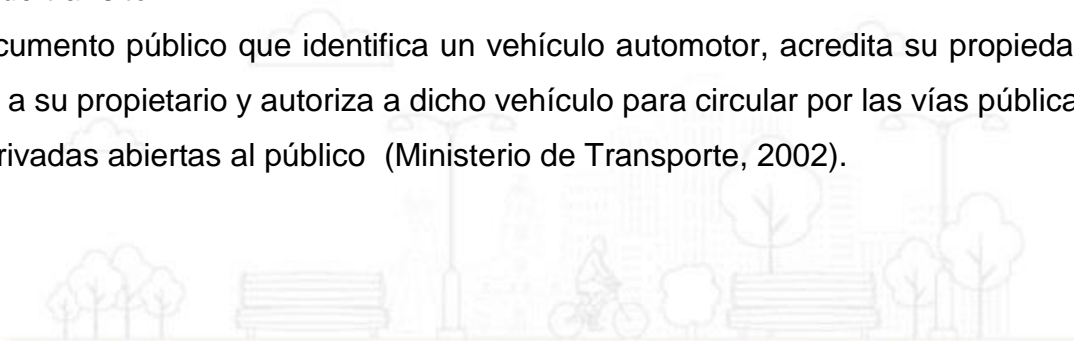 cumento público que identifica un vehículo automotor, acredita su propieda
a su propietario y autoriza a dicho vehículo para circular por las vías pública
rivadas abiertas al público (Ministerio de Transporte, 2002).